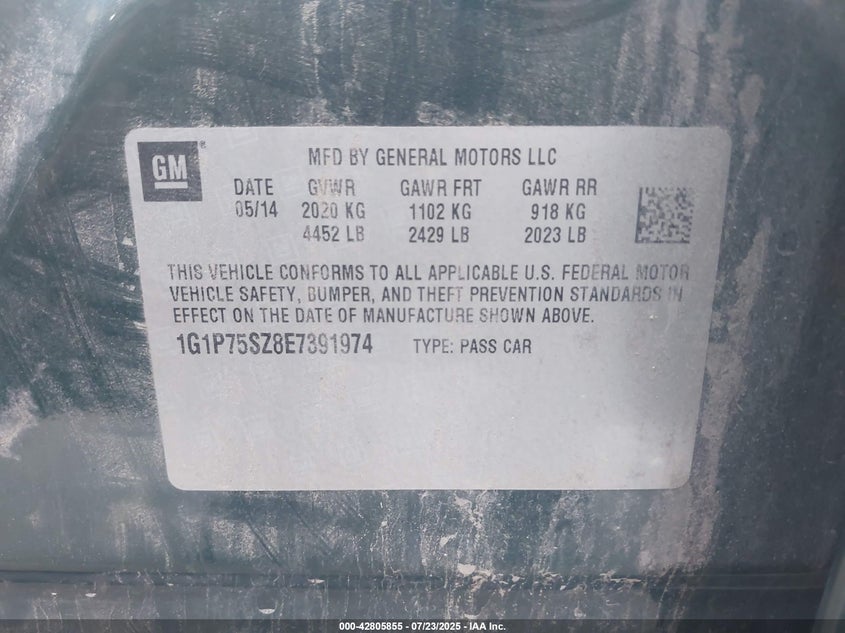 GM
MFD BY GENERAL MOTORS LLC
DATE GVWR GAWR FRT GAWR RR
05/14 2020 KG 1102 KG 918 KG
4452 LB 2429 LB 2023 LB
THIS VEHICLE CONFORMS TO ALL APPLICABLE U.S. FEDERAL MOTOR
VEHICLE SAFETY, BUMPER, AND THEFT PREVENTION STANDARDS IN
EFFECT ON THE DATE OF MANUFACTURE SHOWN ABOVE.
1G1P75SZ8E7391974 TYPE: PASS CAR
000-42805855 - 07/23/2025 - IAA Inc.